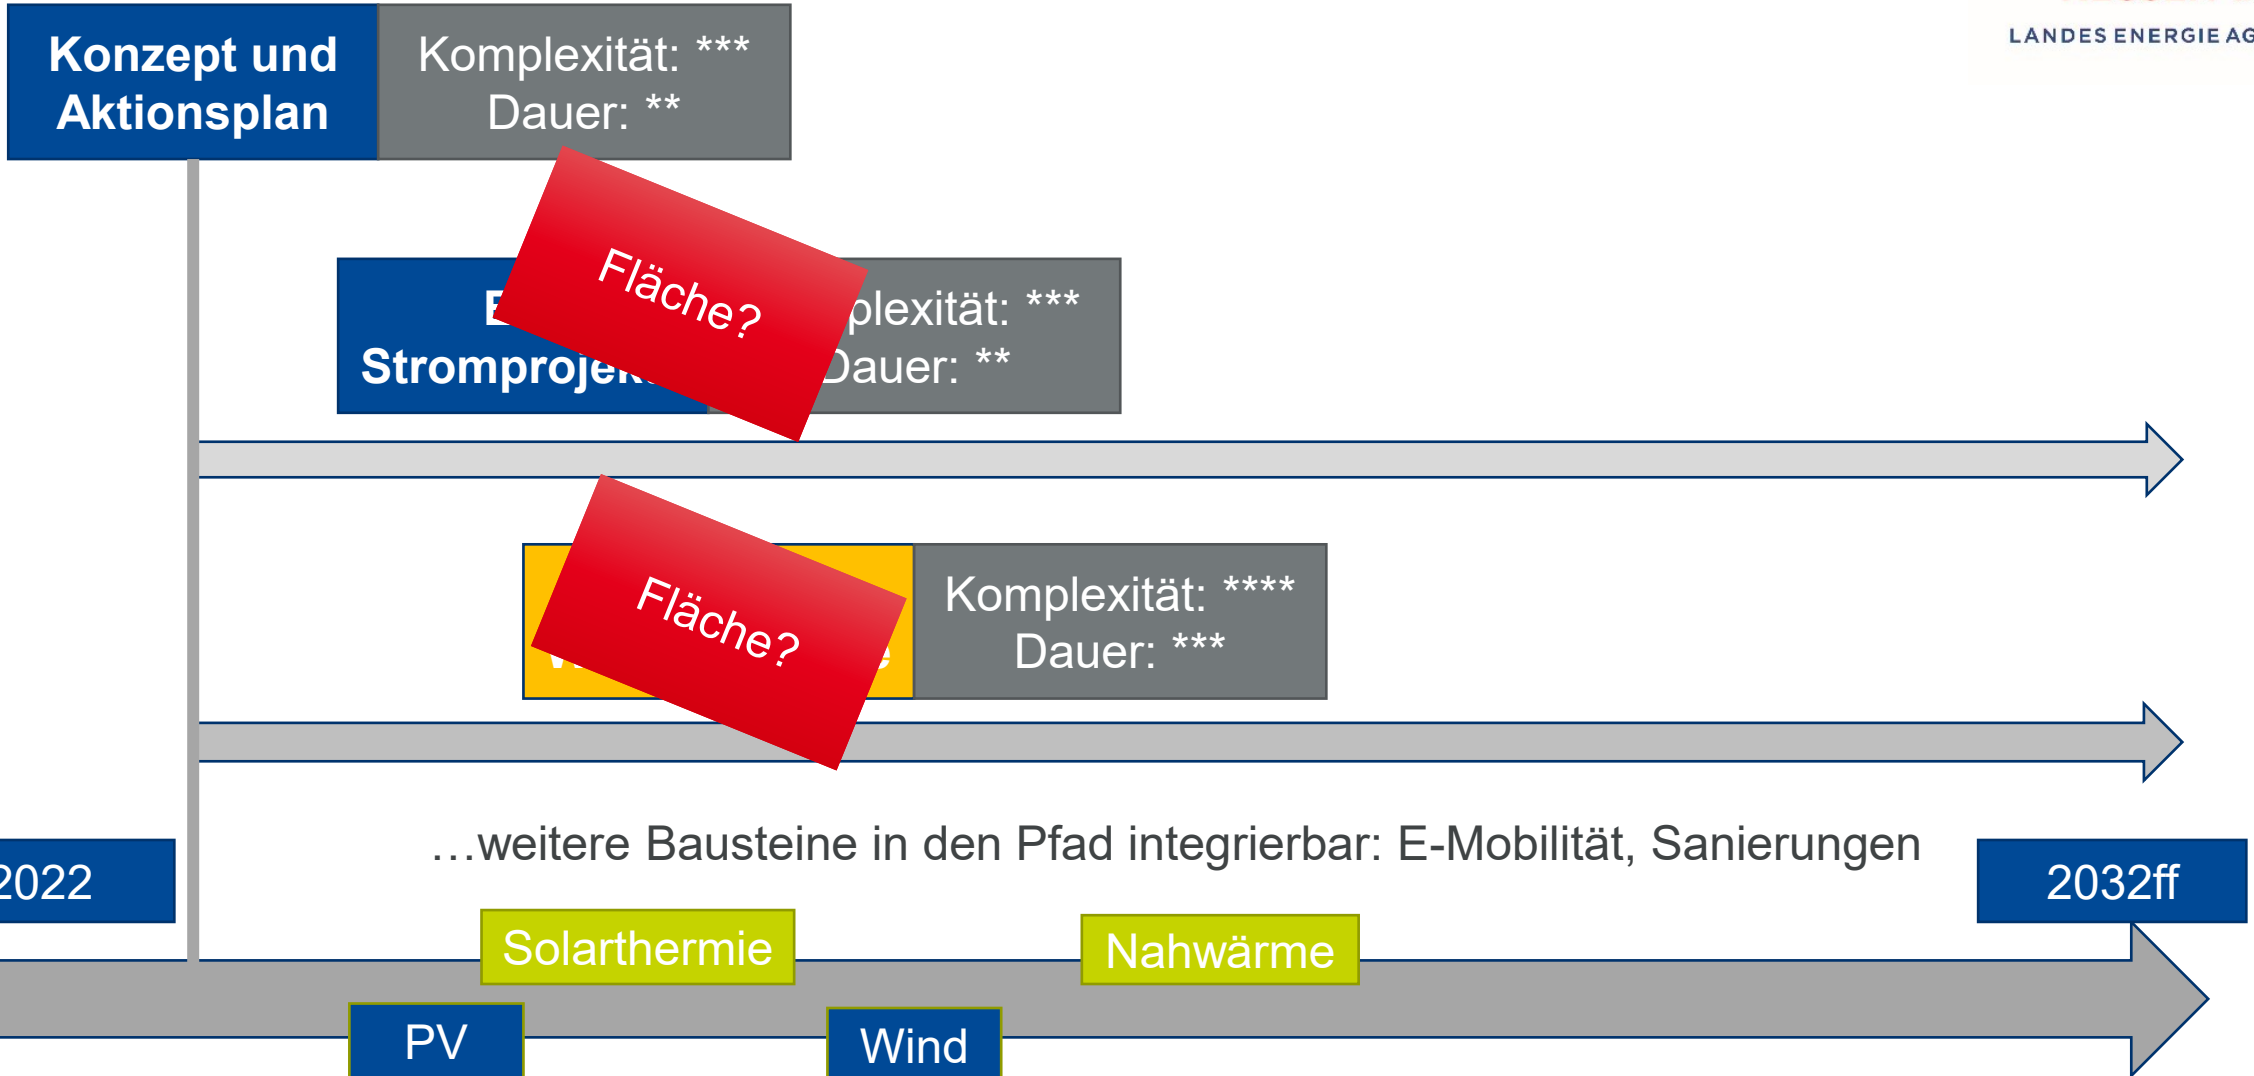 LANDES ENERGIE AG
Konzept und
Aktionsplan
Komplexität: ***
Dauer: **
Fläche?
plexität: ***
Stromproje
Dauer: **
Fläche?
Komplexität: ****
Dauer: ***
…weitere Bausteine in den Pfad integrierbar: E-Mobilität, Sanierungen
2022
2032ff
Solarthermie
Nahwärme
PV
Wind